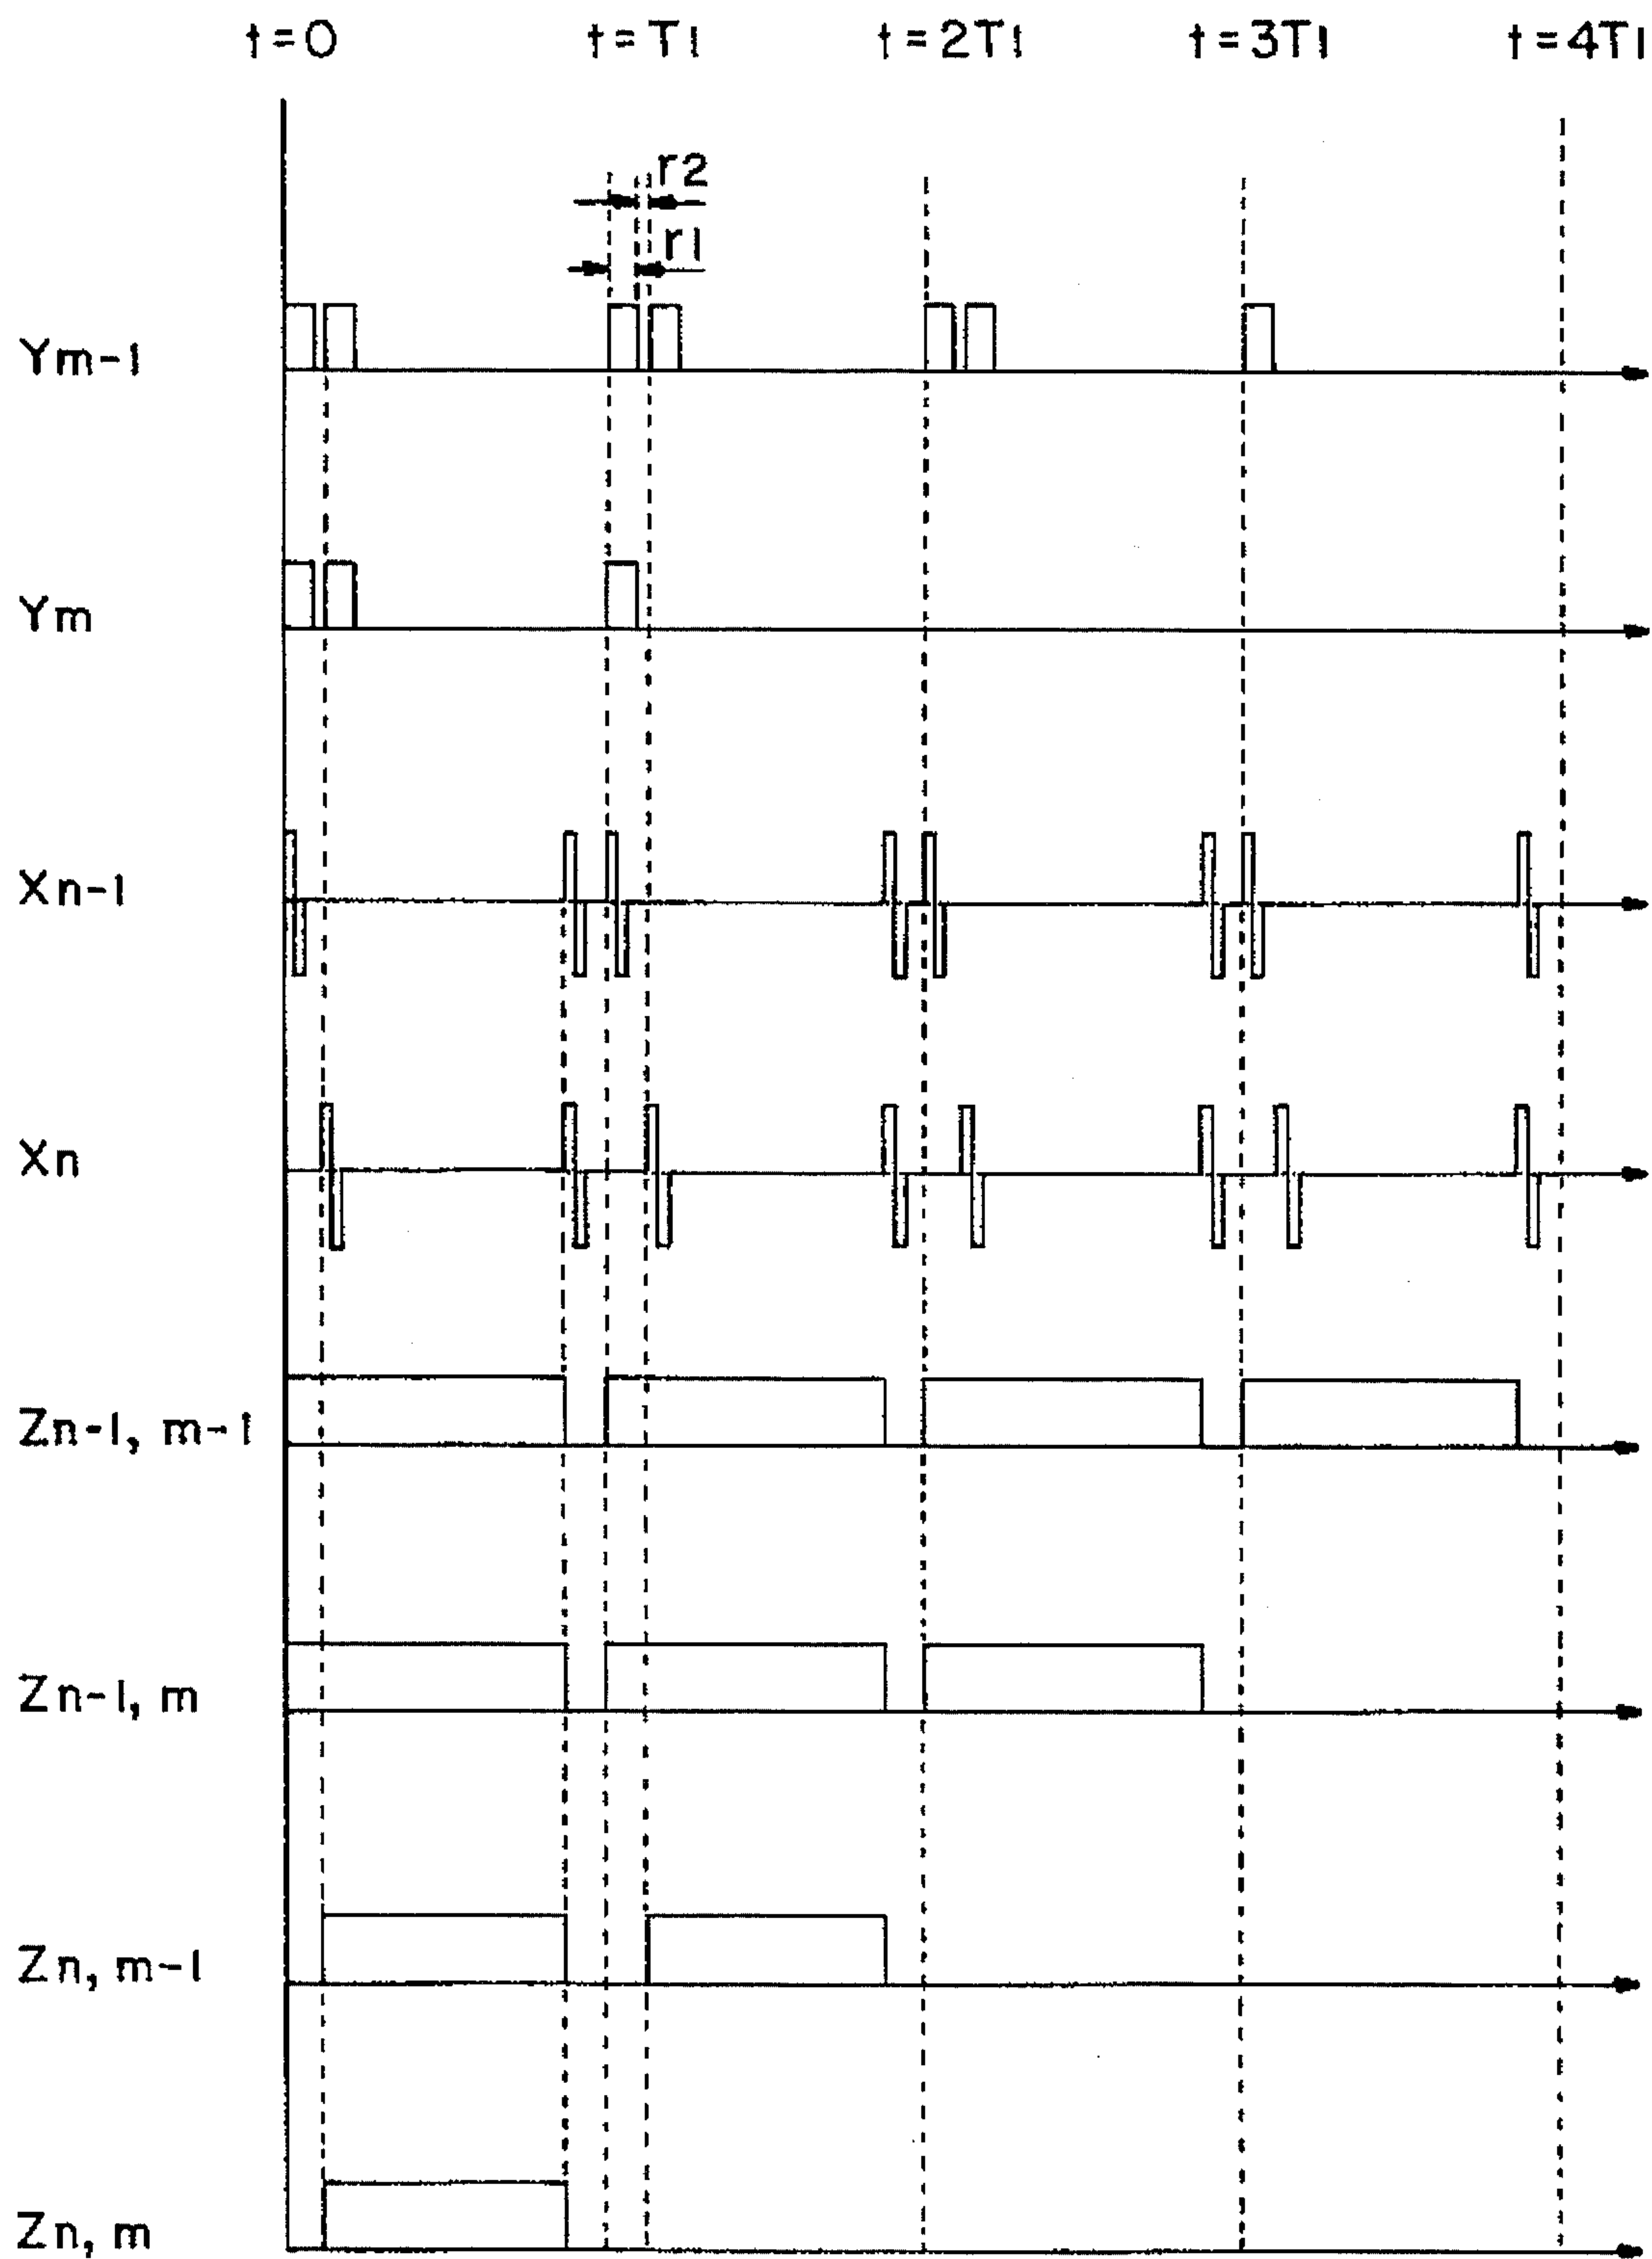 t=0 t=T1 t=2T1 t=3T1 t=4T1
r2
r1
Ym-1
Ym
Xn-1
Xn
Zn-1, m-1
Zn-1, m
Zn, m-1
Zn, m